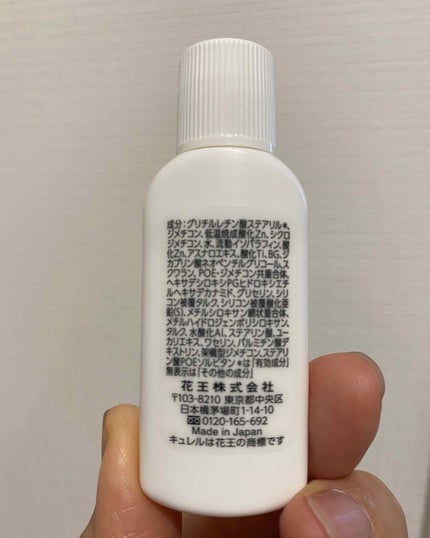 成分:グリチルレチン酸ステアリル*、
ジメチコン、低温焼成酸化Zn、シクロ
ジメチコン、水、流動イソパラフィン、酸
化Zn、アスナロエキス、酸化Ti、BG、ジ
カプリン酸ネオペンチルグリコール、ス
クワラン、POE・ジメチコン共重合体、
ヘキサデシロキシPGヒドロキシエチ
ルヘキサデカナミド、グリセリン、シリ
コン被覆タルク、シリコン被覆酸化亜
鉛(S)、メチルシロキサン網状重合体、
メチルハイドロジェンポリシロキサン、
タルク、水酸化Al、ステアリン酸、ユー
カリエキス、ワセリン、パルミチン酸デ
キストリン、架橋型ジメチコン、ステアリ
ン酸POEソルビタン *は「有効成分」
無表示は「その他の成分」
花王株式会社
〒103-8210 東京都中央区
日本橋茅場町1-14-10
0120-165-692
Made in Japan
キュレルは花王の商標です